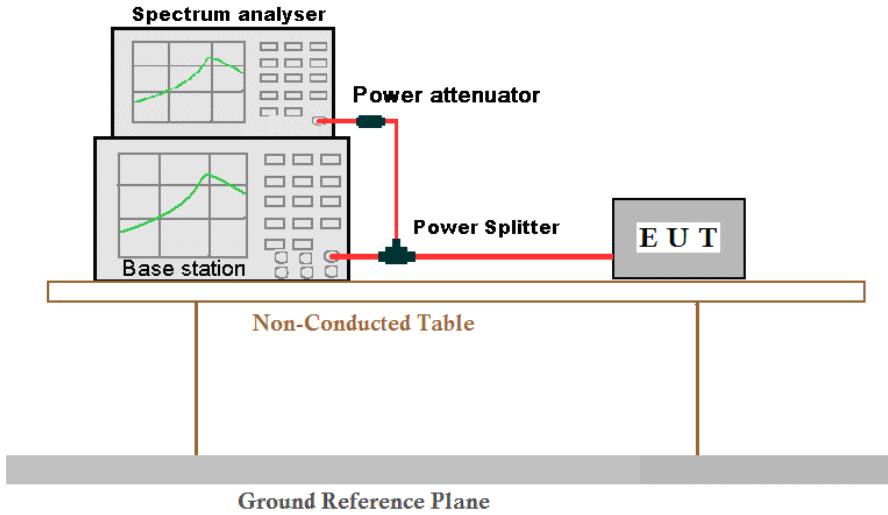 Spectrum analyser
Power attenuator
Power Splitter
E U T
Base station
Non-Conducted Table
Ground Reference Plane